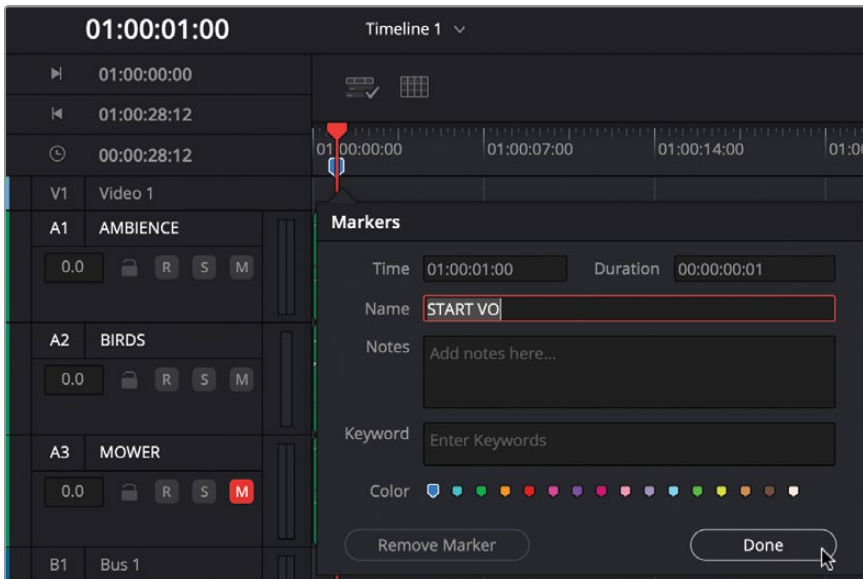 01:00:01:00
Timeline 1
01:00:00:00
01:00:28:12
00:00:28:12
01:00:00:00
01:00:07:00
01:00:14:00
01:00
V1 Video 1
A1 AMBIENCE
0.0 R S M
A2 BIRDS
0.0 R S M
A3 MOWER
0.0 R S M
B1 Bus 1
Markers
Time 01:00:01:00 Duration 00:00:00:01
Name START VO
Notes Add notes here...
Keyword Enter Keywords
Color
Remove Marker
Done